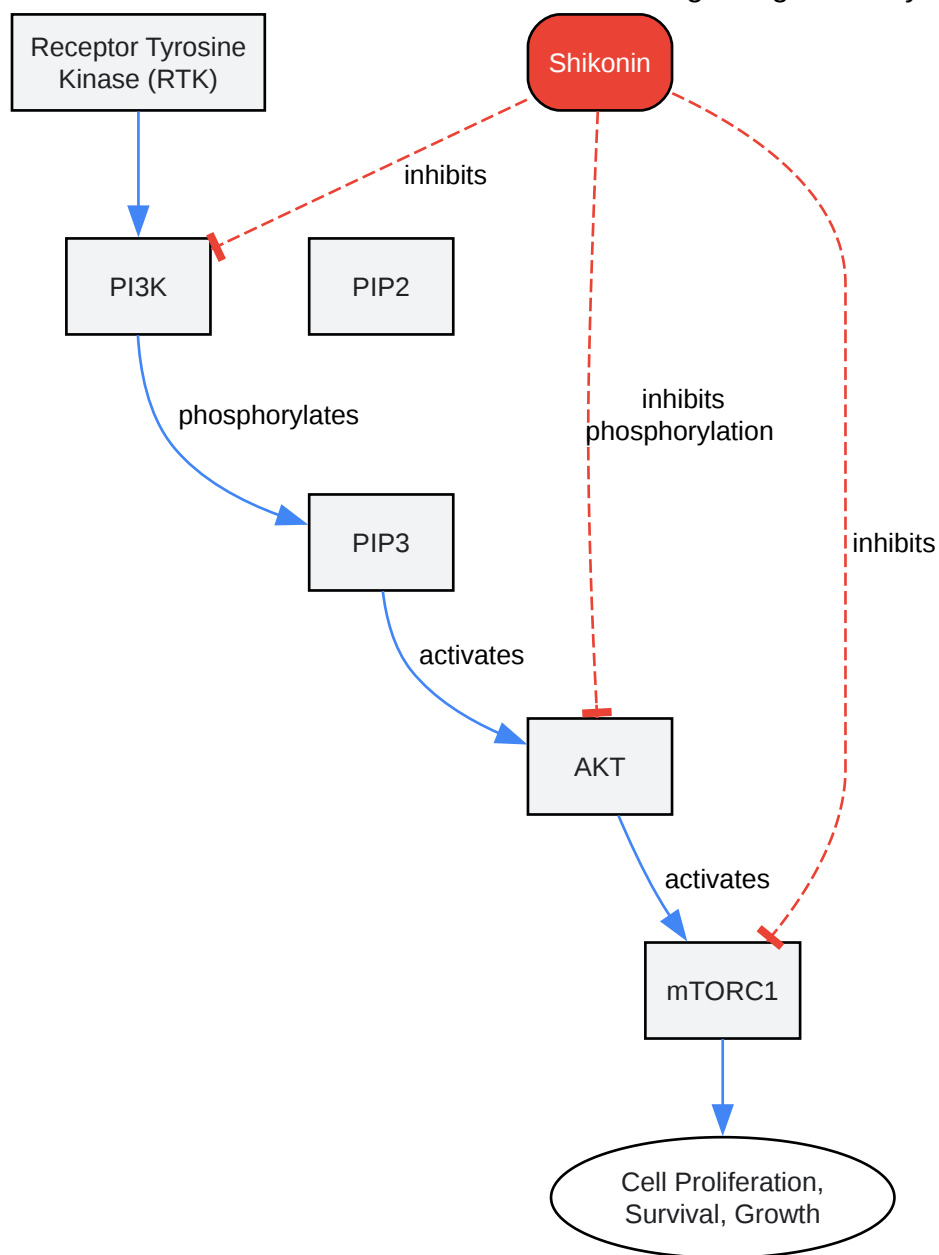 Receptor Tyrosine
Kinase (RTK)
Shikonin
inhibits
PI3K
PIP2
phosphorylates
inhibits
phosphorylation
PIP3
inhibits
activates
AKT
activates
mTORC1
Cell Proliferation,
Survival, Growth